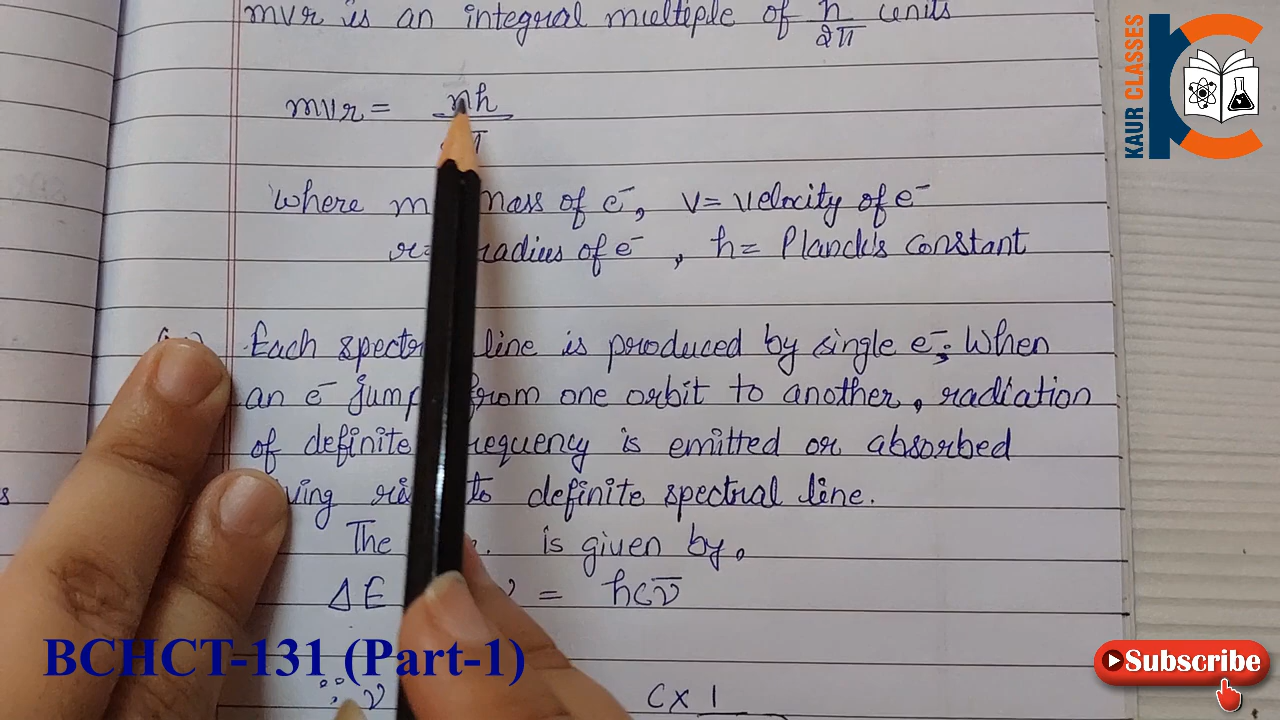 mvr is an integral multiple of h/2π units
mvr = nh
π
Where m mass of e⁻, v = velocity of e⁻
radius of e⁻, h = Planck's constant
Each line is produced by single e⁻. When
an e⁻ jump from one orbit to another, radiation
of definite is emitted or absorbed
to definite spectral line.
The is given by,
ΔE ν = hcν̅
∵ ν C × 1
s
KAUR CLASSES
BCHCT-131 (Part-1)
Subscribe